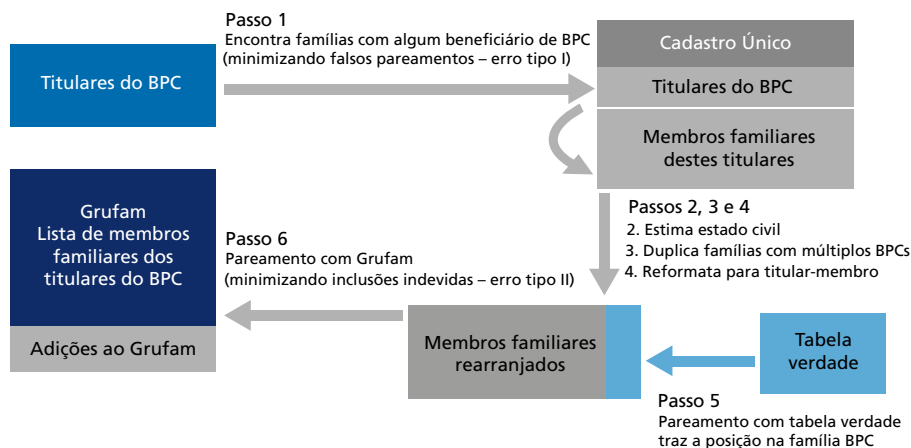 Passo 1
Encontra famílias com algum beneficiário de BPC
(minimizando falsos pareamentos – erro tipo I)
Titulares do BPC
Cadastro Único
Titulares do BPC
Membros familiares
destes titulares
Passos 2, 3 e 4
2. Estima estado civil
3. Duplica famílias com múltiplos BPCs
4. Reformata para titular-membro
Grufam
Lista de membros
familiares dos
titulares do BPC
Adições ao Grufam
Passo 6
Pareamento com Grufam
(minimizando inclusões indevidas – erro tipo II)
Membros familiares
rearranjados
Tabela
verdade
Passo 5
Pareamento com tabela verdade
traz a posição na família BPC